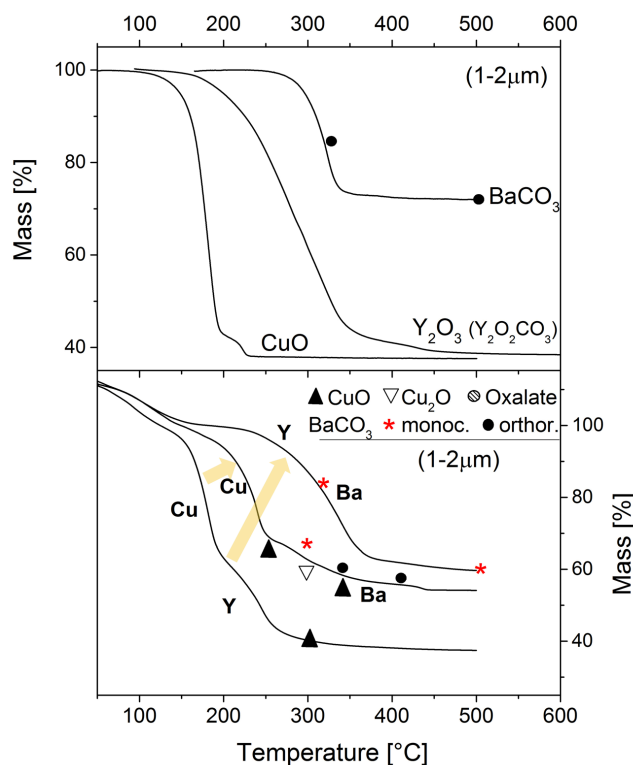 0 100 200 300 400 500 600
(1-2μm)
100
80
60
40
Mass [%]
BaCO₃
Y₂O₃ (Y₂O₂CO₃)
CuO
▲ CuO ▽ Cu₂O Oxalate
BaCO₃ * monoc. ● orthor.
(1-2μm)
Y
Cu
Cu
Ba
Y
Ba
100
80
60
40
Mass [%]
100 200 300 400 500 600
Temperature [°C]